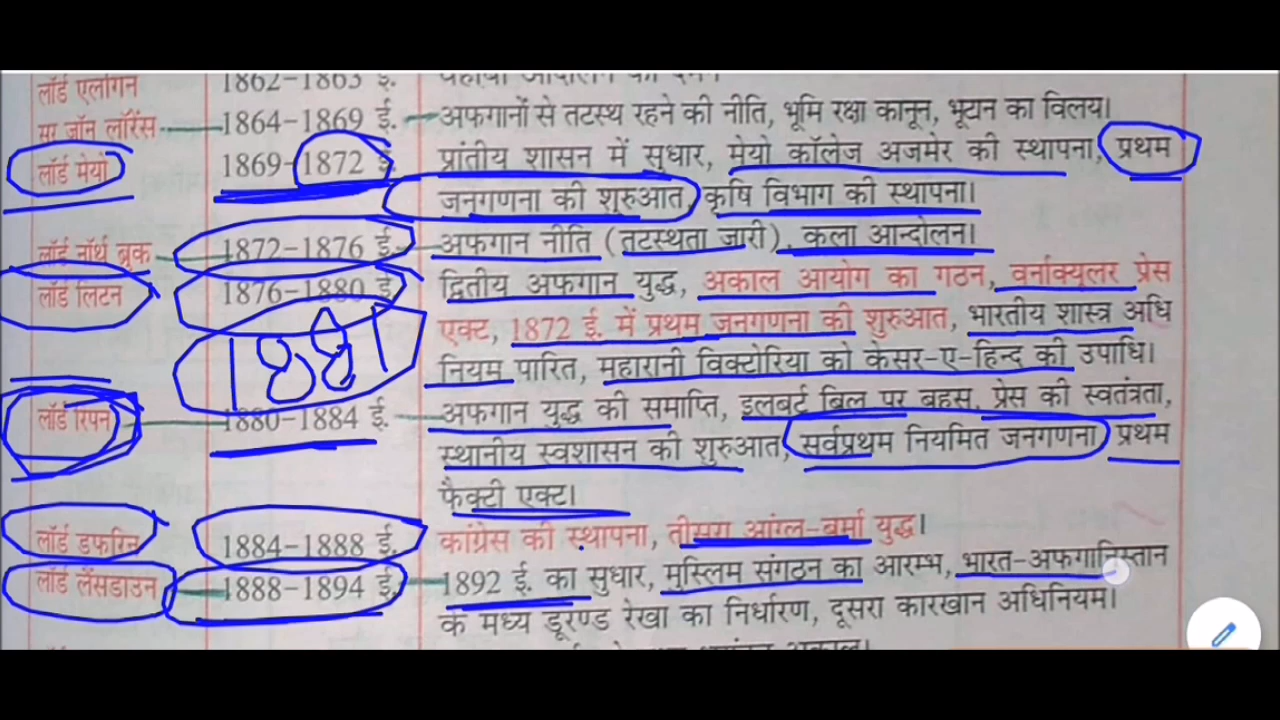 लॉर्ड एलगिन 1862-1863 ई.
सर जॉन लॉरेंस 1864-1869 ई. अफगानों से तटस्थ रहने की नीति, भूमि रक्षा कानून, भूटान का विलय।
लॉर्ड मेयो 1869-1872 ई. प्रांतीय शासन में सुधार, मेयो कॉलेज अजमेर की स्थापना, प्रथम
जनगणना की शुरुआत, कृषि विभाग की स्थापना।
लॉर्ड नॉर्थ ब्रुक 1872-1876 ई. अफगान नीति (तटस्थता जारी), कला आन्दोलन।
लॉर्ड लिटन 1876-1880 ई. द्वितीय अफगान युद्ध, अकाल आयोग का गठन, वर्नाक्यूलर प्रेस
एक्ट, 1872 ई. में प्रथम जनगणना की शुरुआत, भारतीय शास्त्र अधि
1881
नियम पारित, महारानी विक्टोरिया को केसर-ए-हिन्द की उपाधि।
लॉर्ड रिपन 1880-1884 ई. अफगान युद्ध की समाप्ति, इलबर्ट बिल पर बहस, प्रेस की स्वतंत्रता,
स्थानीय स्वशासन की शुरुआत, सर्वप्रथम नियमित जनगणना प्रथम
फैक्टी एक्ट।
लॉर्ड डफरिन 1884-1888 ई. कांग्रेस की स्थापना, तीसरा आंग्ल-बर्मा युद्ध।
लॉर्ड लैंसडाउन 1888-1894 ई. 1892 ई. का सुधार, मुस्लिम संगठन का आरम्भ, भारत-अफगानिस्तान
के मध्य डूरण्ड रेखा का निर्धारण, दूसरा कारखान अधिनियम।